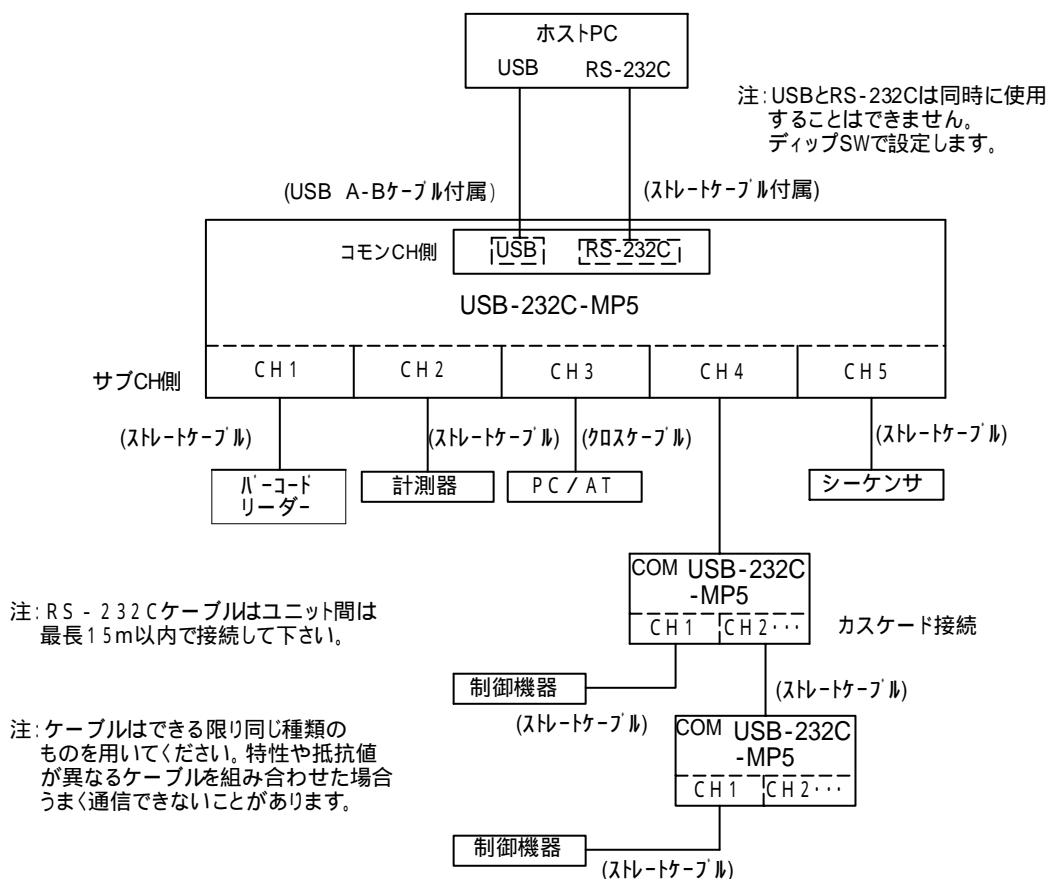 ホストPC
USB RS-232C
注:USBとRS-232Cは同時に使用
することはできません。
ディップSWで設定します。
(USB A-Bケーブル付属)
(ストレートケーブル付属)
コモンCH側
USB RS-232C
USB-232C-MP5
サブCH側
CH1 CH2 CH3 CH4 CH5
(ストレートケーブル) (ストレートケーブル) (クロスケーブル) (ストレートケーブル)
バーコード
リーダー
計測器 PC/AT シーケンサ
COM USB-232C
-MP5
CH1 CH2・・・
カスケード接続
注:RS-232Cケーブルはユニット間は
最長15m以内で接続して下さい。
制御機器
(ストレートケーブル)
(ストレートケーブル)
注:ケーブルはできる限り同じ種類の
ものを用いてください。特性や抵抗値
が異なるケーブルを組み合わせた場合
うまく通信できないことがあります。
COM USB-232C
-MP5
CH1 CH2・・・
制御機器
(ストレートケーブル)